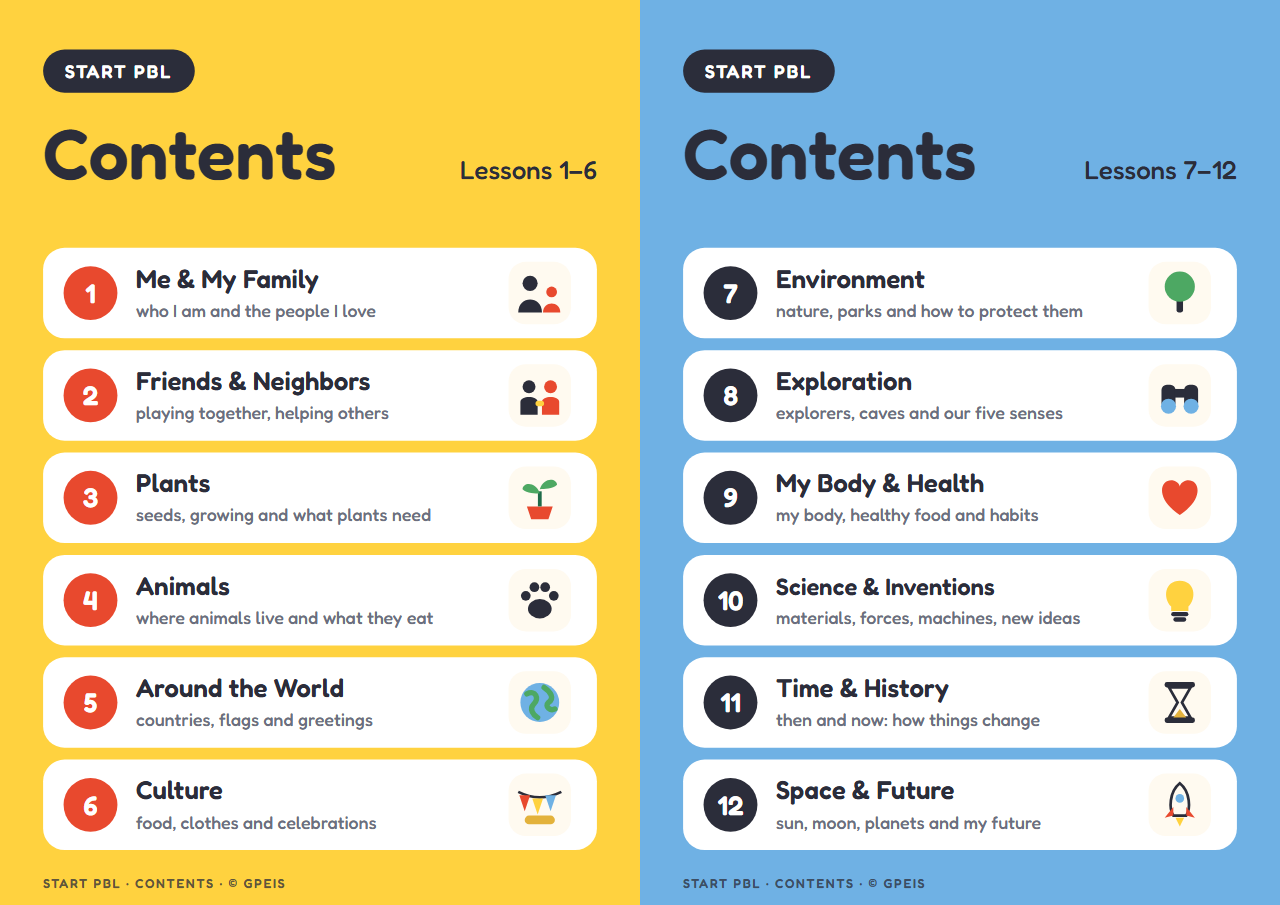 START PBL
Contents
Lessons 1–6
1
Me & My Family
who I am and the people I love
2
Friends & Neighbors
playing together, helping others
3
Plants
seeds, growing and what plants need
4
Animals
where animals live and what they eat
5
Around the World
countries, flags and greetings
6
Culture
food, clothes and celebrations
START PBL · CONTENTS · © GPEIS
START PBL
Contents
Lessons 7–12
7
Environment
nature, parks and how to protect them
8
Exploration
explorers, caves and our five senses
9
My Body & Health
my body, healthy food and habits
10
Science & Inventions
materials, forces, machines, new ideas
11
Time & History
then and now: how things change
12
Space & Future
sun, moon, planets and my future
START PBL · CONTENTS · © GPEIS